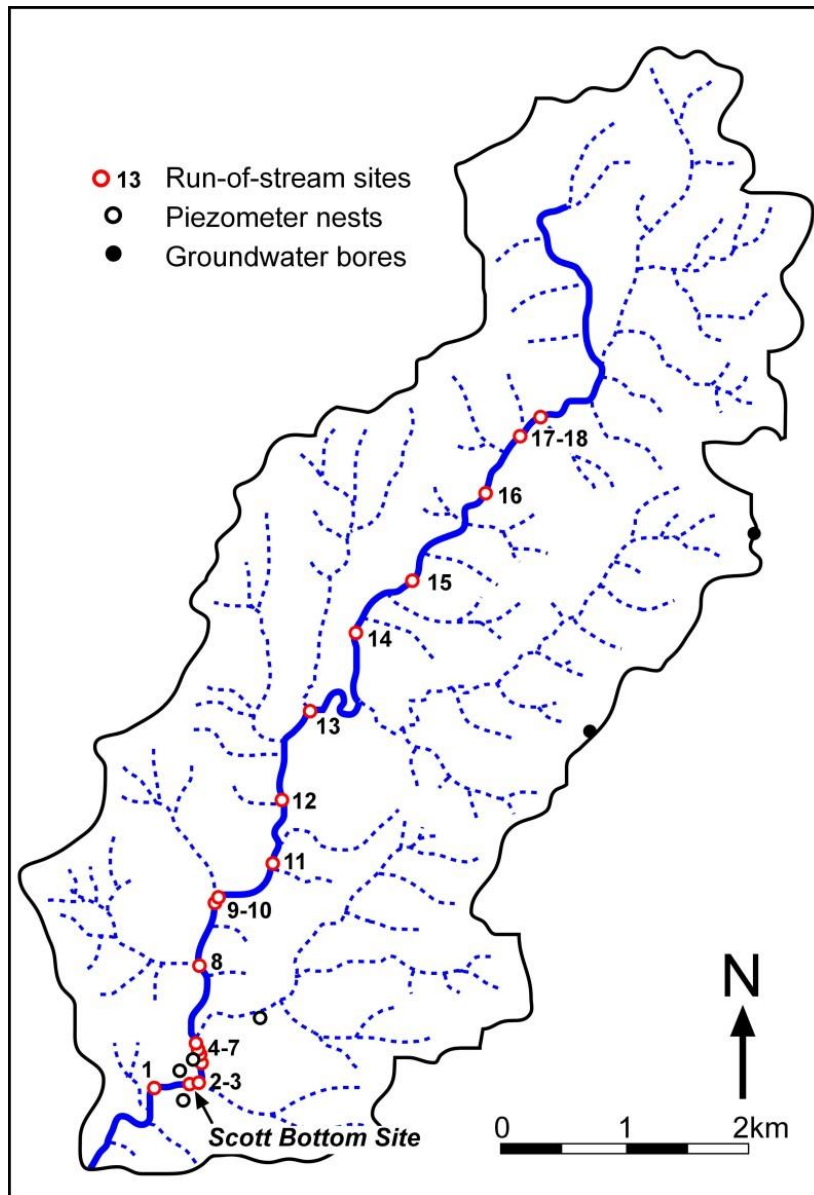 13 Run-of-stream sites
Piezometer nests
Groundwater bores
17-18
16
15
14
13
12
11
9-10
8
4-7
1
2-3
Scott Bottom Site
N
0 1 2km